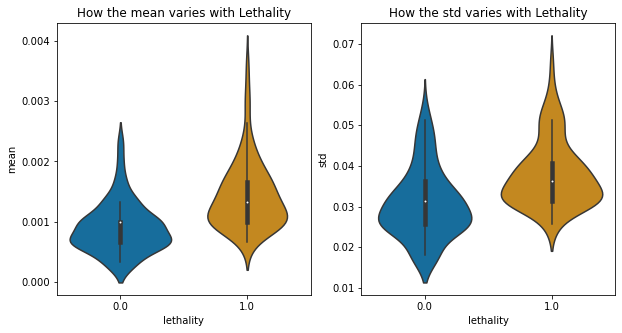 How the mean varies with Lethality
mean
0.004
0.003
0.002
0.001
0.000
0.0 1.0
lethality
How the std varies with Lethality
std
0.07
0.06
0.05
0.04
0.03
0.02
0.01
0.0 1.0
lethality